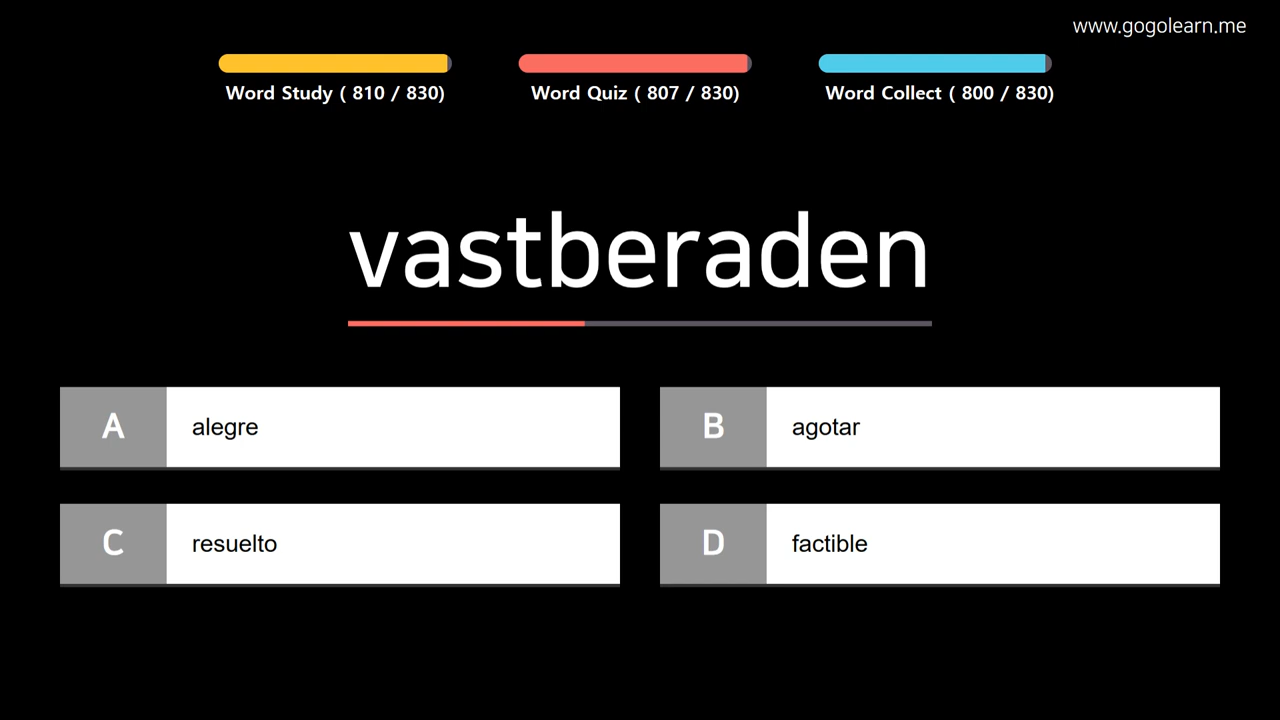 www.gogolearn.me
Word Study ( 810 / 830)
Word Quiz ( 807 / 830)
Word Collect ( 800 / 830)
vastberaden
A alegre
B agotar
C resuelto
D factible